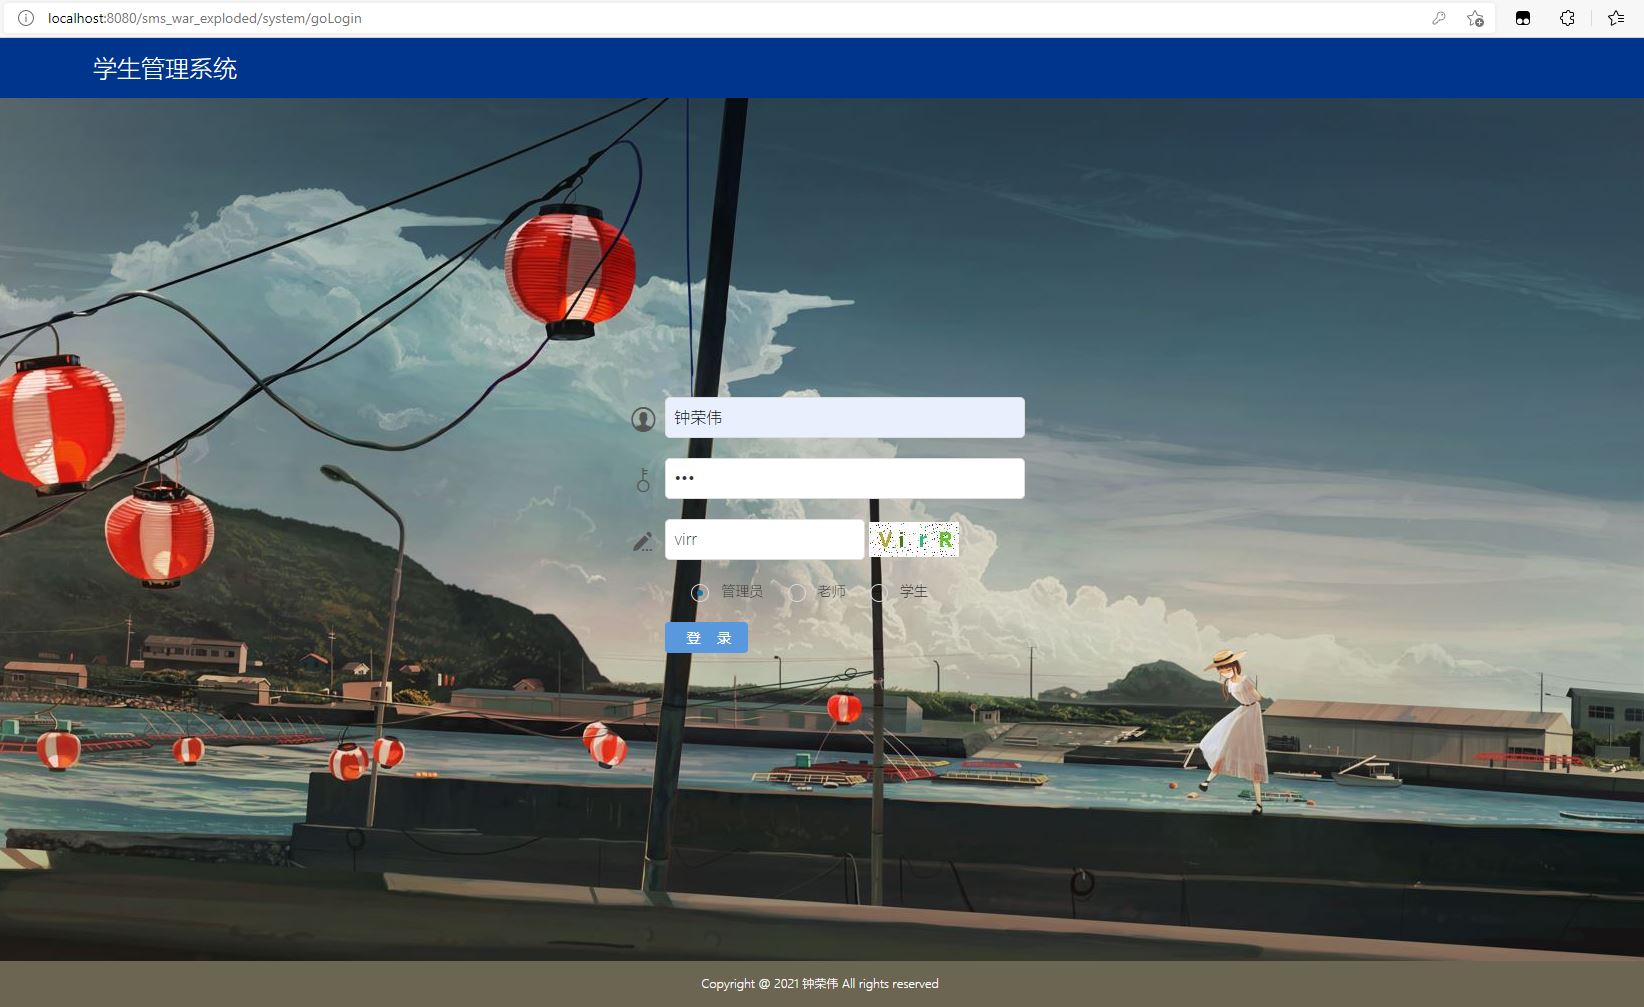 localhost:8080/sms_war_exploded/system/goLogin
学生管理系统
钟荣伟
•••
virr VirR
管理员 老师 学生
登 录
Copyright @ 2021 钟荣伟 All rights reserved